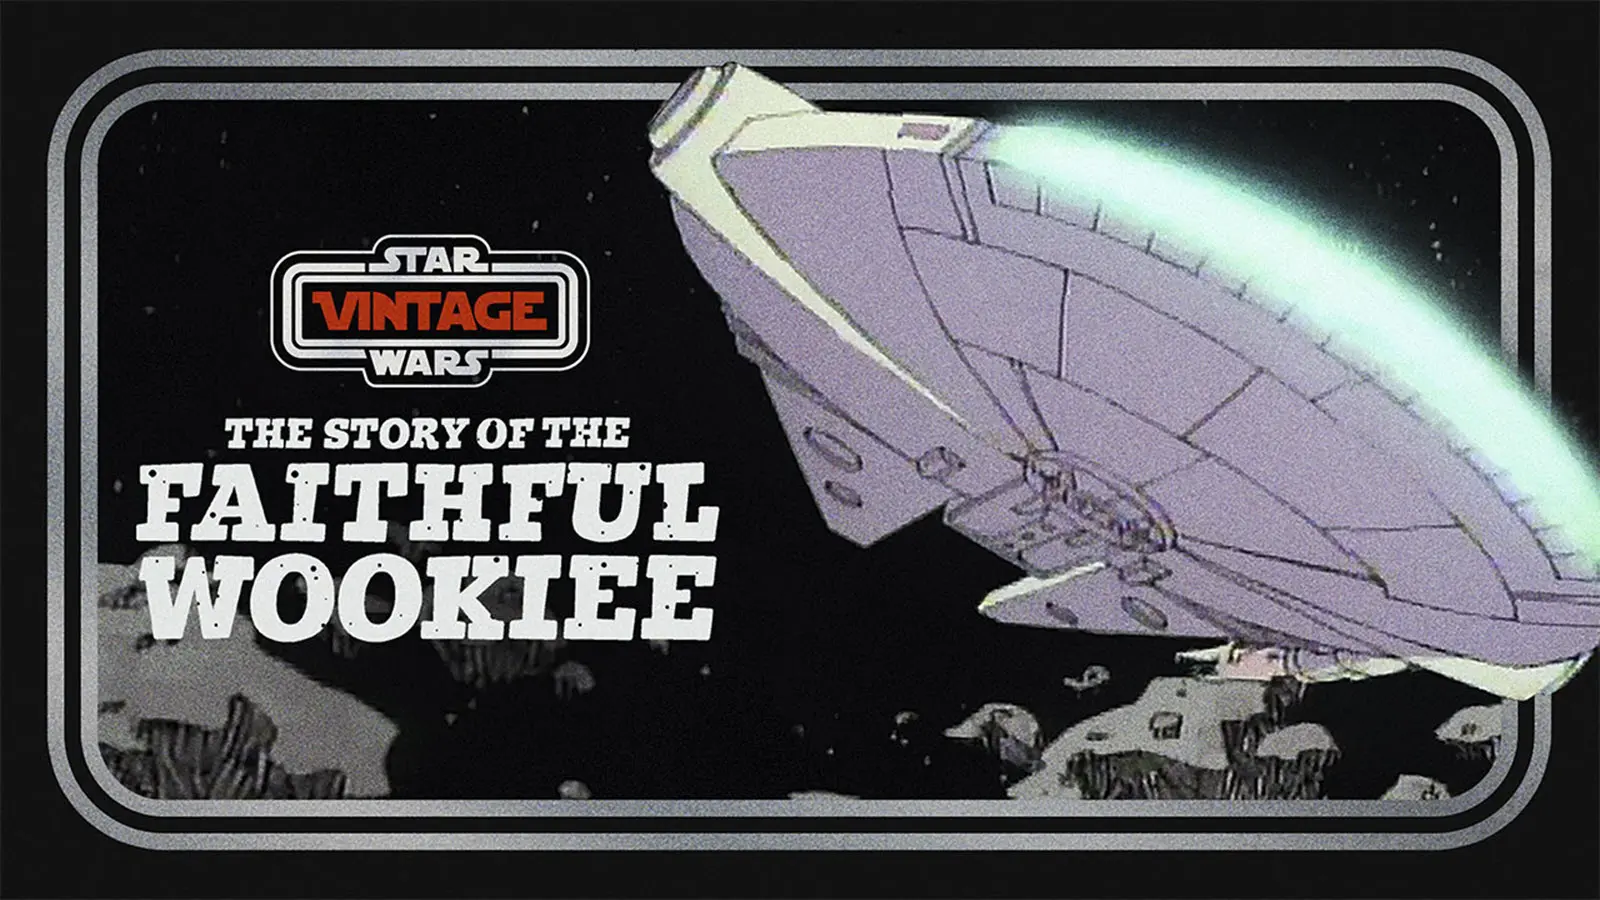 STAR
VINTAGE
WARS
THE STORY OF THE
FAITHFUL
WOOKIEE